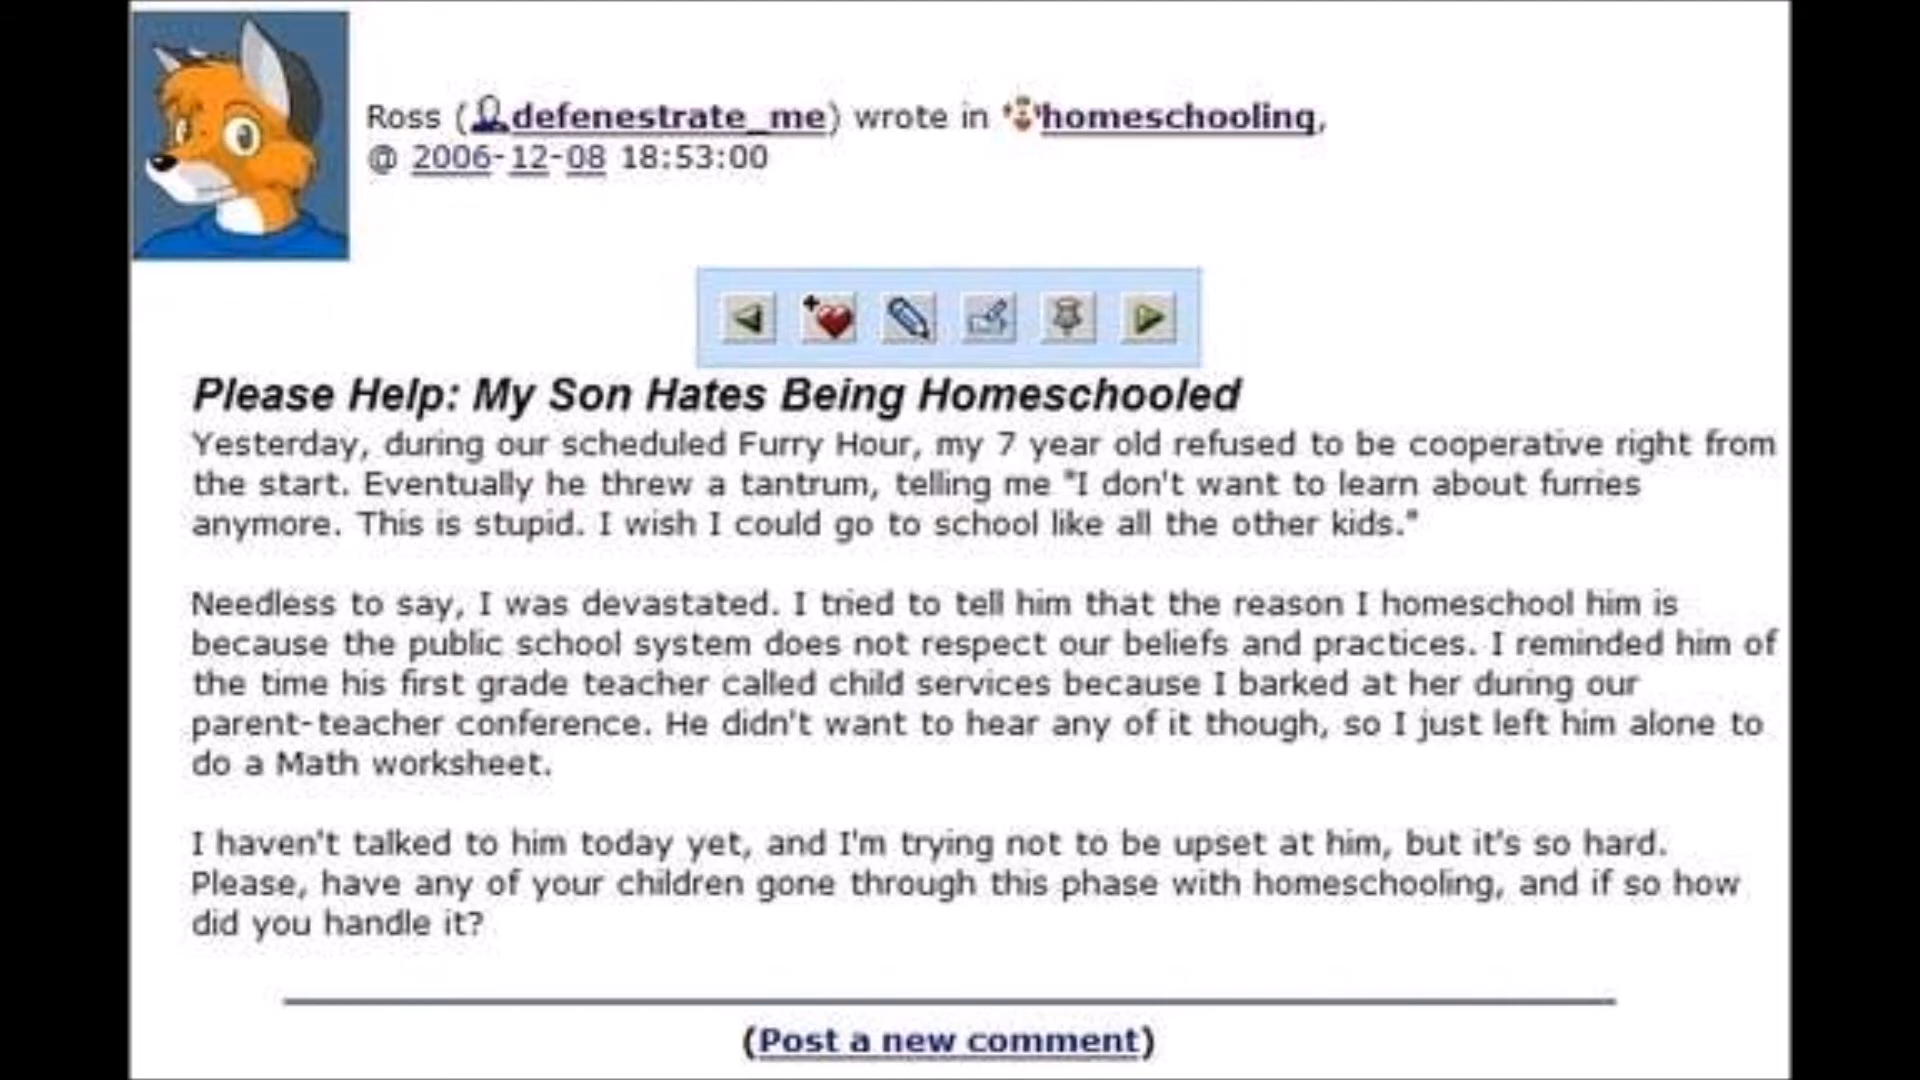 Ross (defenestrate_me) wrote in homeschooling,
@ 2006-12-08 18:53:00
Please Help: My Son Hates Being Homeschooled
Yesterday, during our scheduled Furry Hour, my 7 year old refused to be cooperative right from
the start. Eventually he threw a tantrum, telling me "I don't want to learn about furries
anymore. This is stupid. I wish I could go to school like all the other kids."
Needless to say, I was devastated. I tried to tell him that the reason I homeschool him is
because the public school system does not respect our beliefs and practices. I reminded him of
the time his first grade teacher called child services because I barked at her during our
parent-teacher conference. He didn't want to hear any of it though, so I just left him alone to
do a Math worksheet.
I haven't talked to him today yet, and I'm trying not to be upset at him, but it's so hard.
Please, have any of your children gone through this phase with homeschooling, and if so how
did you handle it?
(Post a new comment)